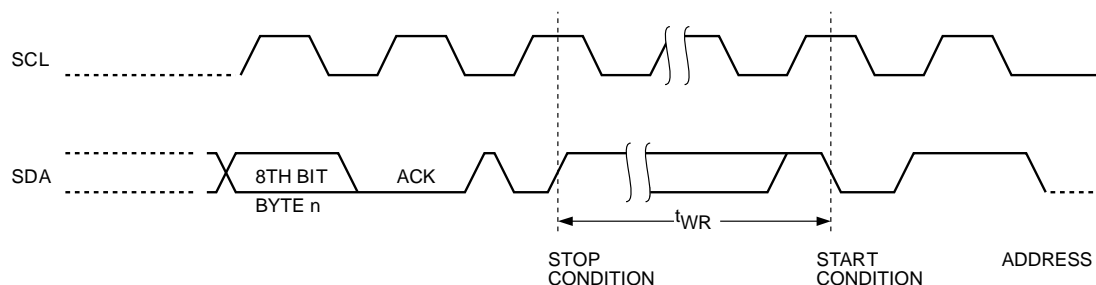 SCL
SDA
8TH BIT
ACK
BYTE n
tWR
STOP
CONDITION
START
CONDITION
ADDRESS